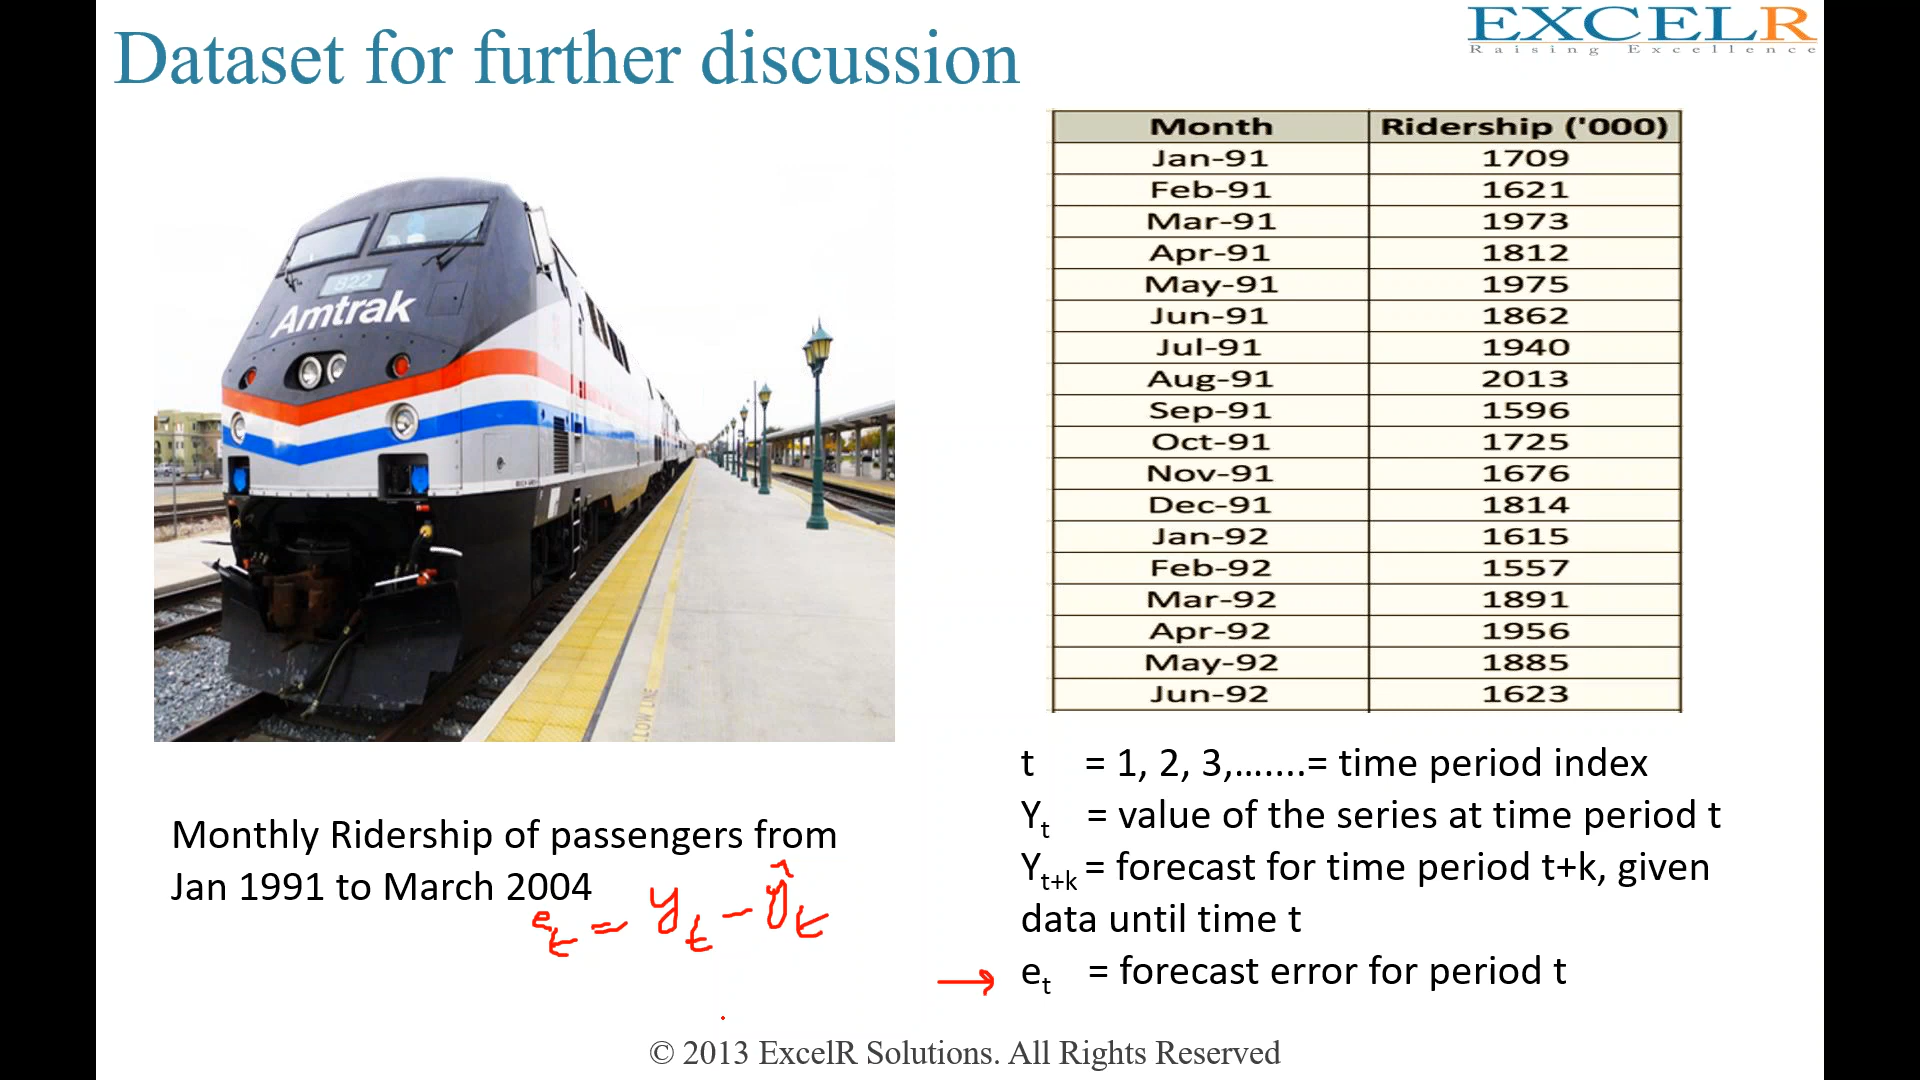 Dataset for further discussion
EXCELR
Raising Excellence
822
Amtrak
Month Ridership ('000)
Jan-91 1709
Feb-91 1621
Mar-91 1973
Apr-91 1812
May-91 1975
Jun-91 1862
Jul-91 1940
Aug-91 2013
Sep-91 1596
Oct-91 1725
Nov-91 1676
Dec-91 1814
Jan-92 1615
Feb-92 1557
Mar-92 1891
Apr-92 1956
May-92 1885
Jun-92 1623
Monthly Ridership of passengers from
Jan 1991 to March 2004
e_t = y_t - ŷ_t
t = 1, 2, 3,…....= time period index
Y_t = value of the series at time period t
Y_t+k = forecast for time period t+k, given
data until time t
→ e_t = forecast error for period t
© 2013 ExcelR Solutions. All Rights Reserved